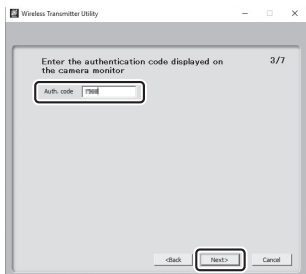 Wireless Transmitter Utility
Enter the authentication code displayed on
the camera monitor
3/7
Auth. code
<Back
Next>
Cancel